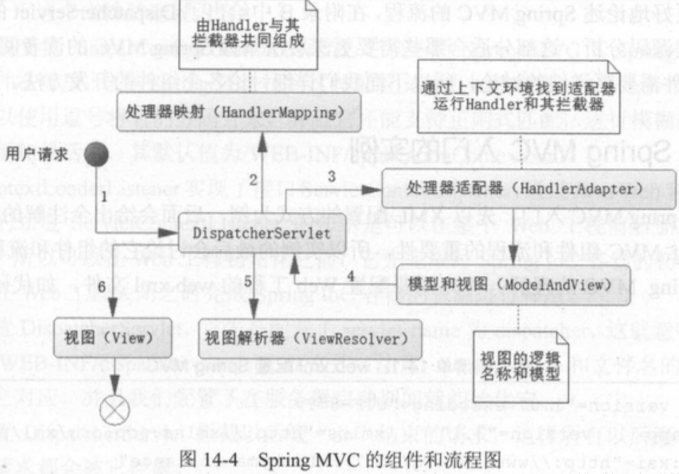 由Handler与其
拦截器共同组成
处理器映射（HandlerMapping）
通过上下文环境找到适配器
运行Handler和其拦截器
用户请求
1
2
3
处理器适配器（HandlerAdapter）
DispatcherServlet
4
5
6
模型和视图（ModelAndView）
视图（View）
视图解析器（ViewResolver）
视图的逻辑
名称和模型
图 14-4 Spring MVC 的组件和流程图